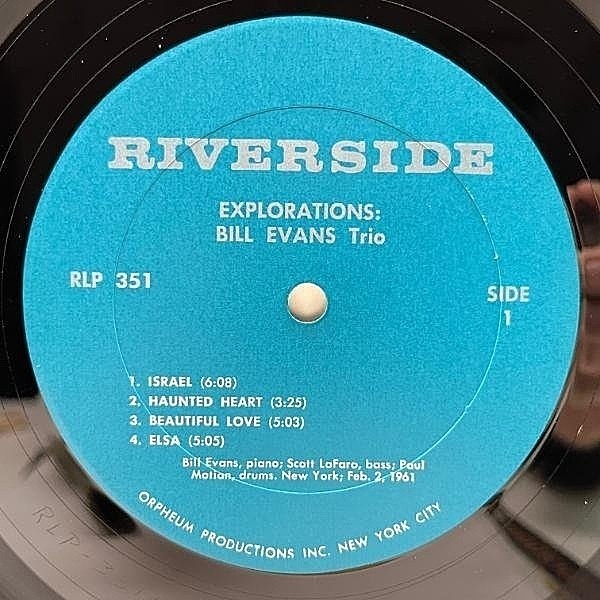 RIVERSIDE
EXPLORATIONS:
BILL EVANS Trio
RLP 351
SIDE
1
1. ISRAEL (6:08)
2. HAUNTED HEART (3:25)
3. BEAUTIFUL LOVE (5:03)
4. ELSA (5:05)
Bill Evans, piano; Scott LaFaro, bass; Paul
Motian, drums. New York; Feb. 2, 1961
ORPHEUM PRODUCTIONS INC. NEW YORK CITY
RLP